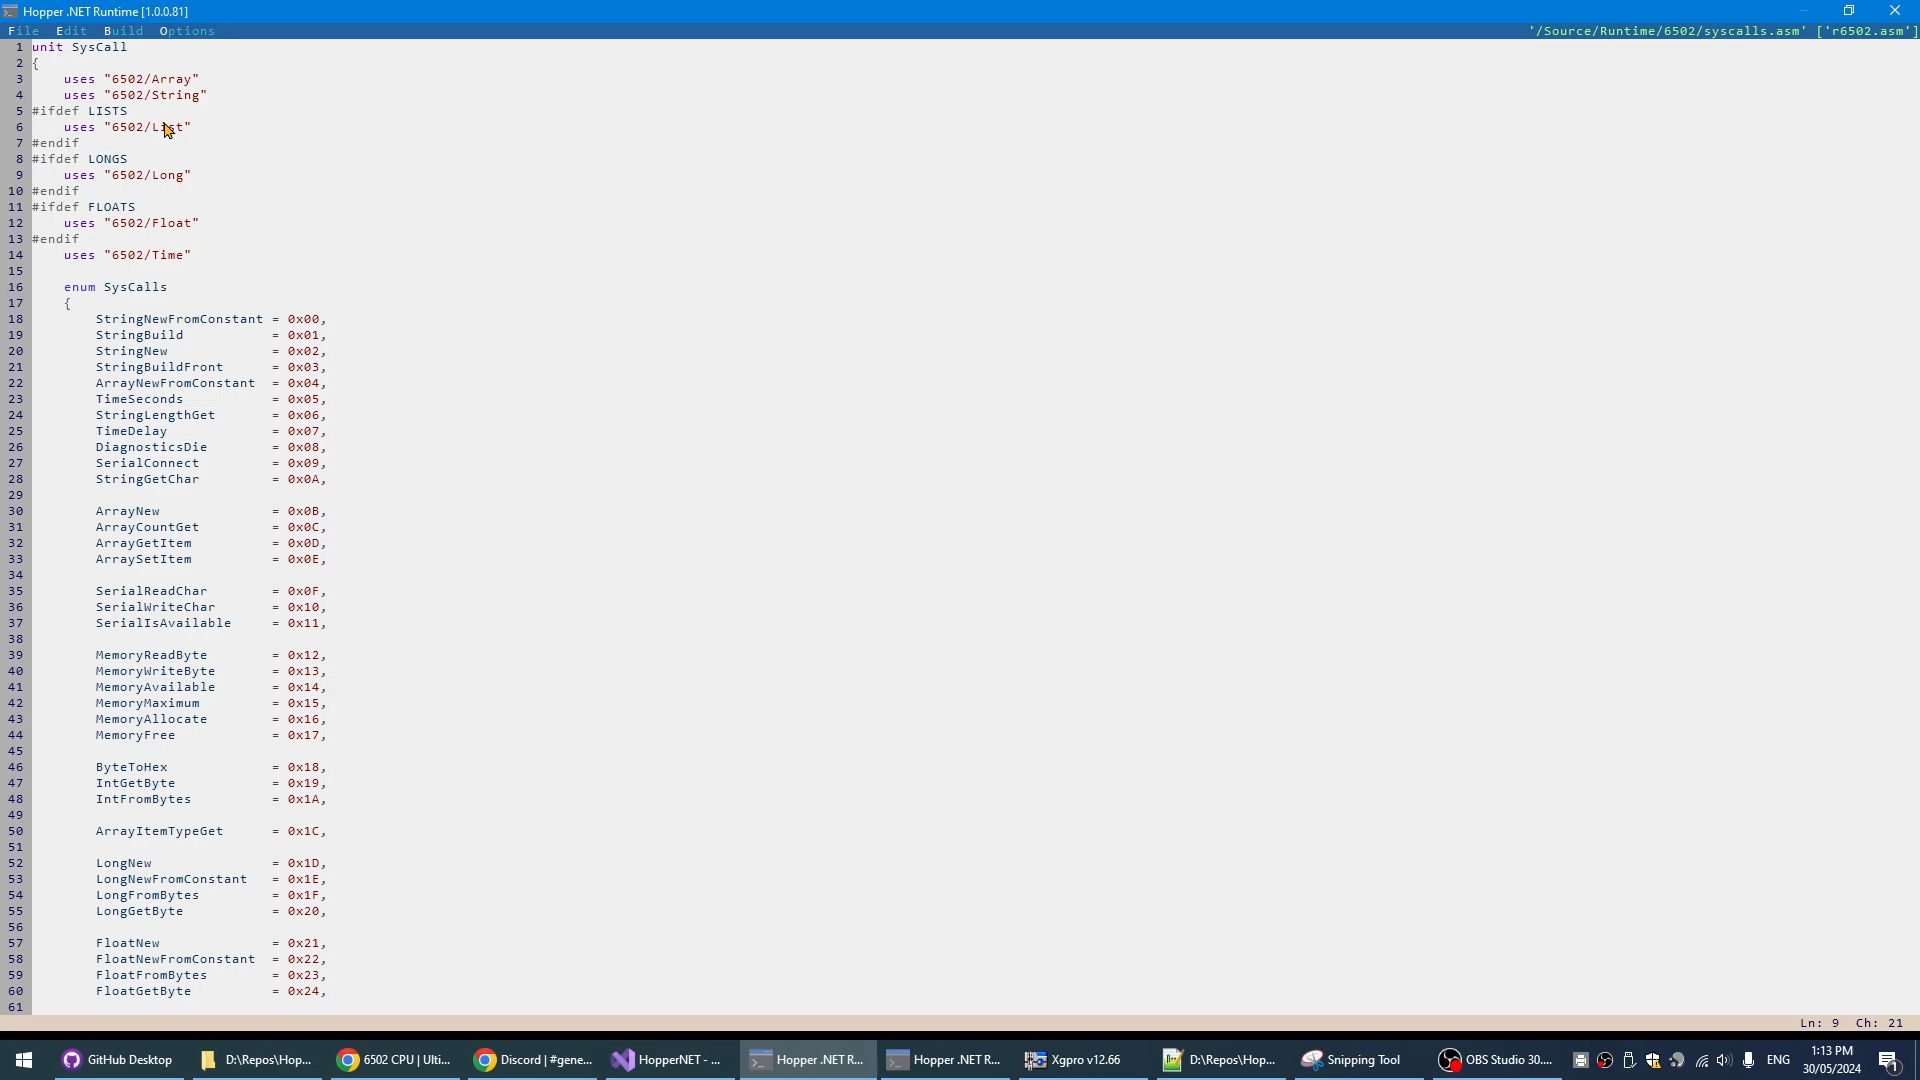 Hopper .NET Runtime [1.0.0.81]
File Edit Build Options '/Source/Runtime/6502/syscalls.asm' ['r6502.asm']
1 unit SysCall
2 {
3 uses "6502/Array"
4 uses "6502/String"
5 #ifdef LISTS
6 uses "6502/List"
7 #endif
8 #ifdef LONGS
9 uses "6502/Long"
10 #endif
11 #ifdef FLOATS
12 uses "6502/Float"
13 #endif
14 uses "6502/Time"
15
16 enum SysCalls
17 {
18 StringNewFromConstant = 0x00,
19 StringBuild = 0x01,
20 StringNew = 0x02,
21 StringBuildFront = 0x03,
22 ArrayNewFromConstant = 0x04,
23 TimeSeconds = 0x05,
24 StringLengthGet = 0x06,
25 TimeDelay = 0x07,
26 DiagnosticsDie = 0x08,
27 SerialConnect = 0x09,
28 StringGetChar = 0x0A,
29
30 ArrayNew = 0x0B,
31 ArrayCountGet = 0x0C,
32 ArrayGetItem = 0x0D,
33 ArraySetItem = 0x0E,
34
35 SerialReadChar = 0x0F,
36 SerialWriteChar = 0x10,
37 SerialIsAvailable = 0x11,
38
39 MemoryReadByte = 0x12,
40 MemoryWriteByte = 0x13,
41 MemoryAvailable = 0x14,
42 MemoryMaximum = 0x15,
43 MemoryAllocate = 0x16,
44 MemoryFree = 0x17,
45
46 ByteToHex = 0x18,
47 IntGetByte = 0x19,
48 IntFromBytes = 0x1A,
49
50 ArrayItemTypeGet = 0x1C,
51
52 LongNew = 0x1D,
53 LongNewFromConstant = 0x1E,
54 LongFromBytes = 0x1F,
55 LongGetByte = 0x20,
56
57 FloatNew = 0x21,
58 FloatNewFromConstant = 0x22,
59 FloatFromBytes = 0x23,
60 FloatGetByte = 0x24,
61
Ln: 9 Ch: 21
GitHub Desktop D:\Repos\Hop... 6502 CPU | Ulti... Discord | #gene... HopperNET - ... Hopper .NET R... Hopper .NET R... Xgpro v12.66 D:\Repos\Hop... Snipping Tool OBS Studio 30.... ENG 1:13 PM
30/05/2024 1